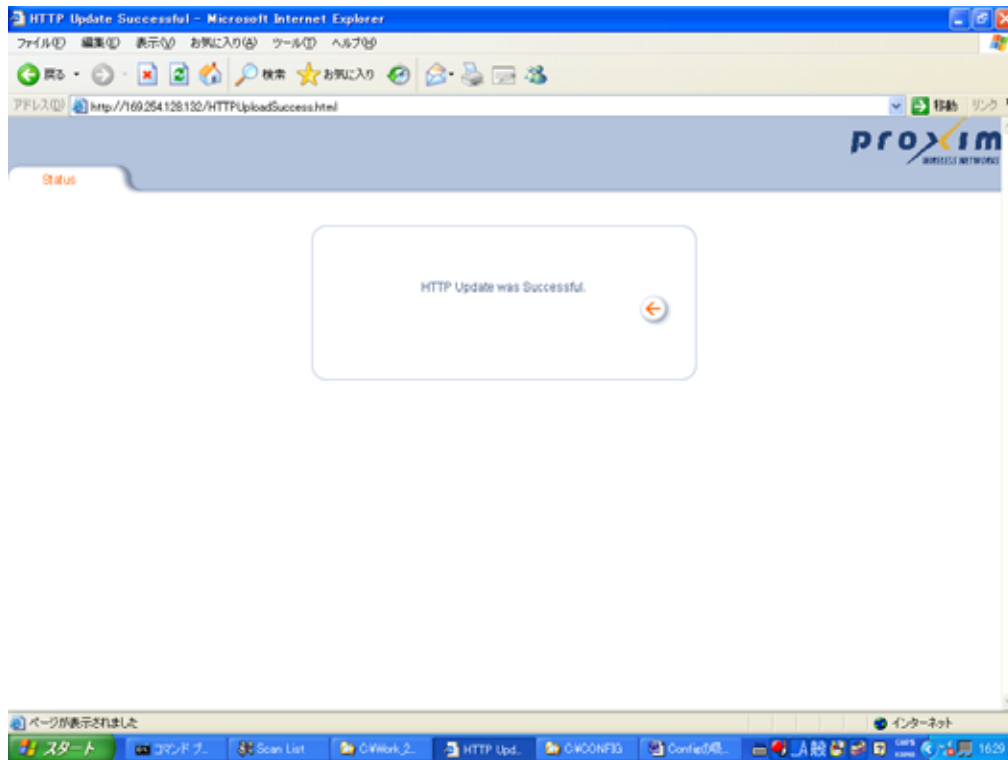 HTTP Update Successful - Microsoft Internet Explorer
ファイル(F) 編集(E) 表示(V) お気に入り(A) ツール(T) ヘルプ(H)
戻る 検索 お気に入り
アドレス(D) http://169.254.128.132/HTTPUploadSuccess.html 移動 リンク
proxim
WIRELESS NETWORKS
Status
HTTP Update was Successful.
ページが表示されました インターネット
スタート コマンド プ... Scan List C:¥Work_2... HTTP Upd... C:¥CONFIG A 般 CAPS KANA 16:29